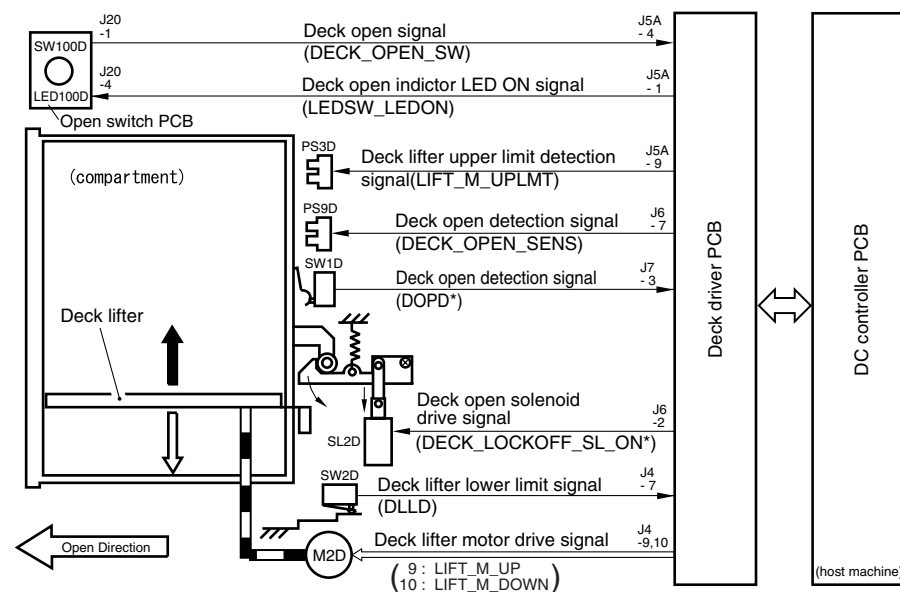 J20
-1
Deck open signal
(DECK_OPEN_SW)
J5A
- 4
SW100D
J20
-4
LED100D
Deck open indictor LED ON signal
(LEDSW_LEDON)
J5A
- 1
Open switch PCB
(compartment)
PS3D
Deck lifter upper limit detection
signal(LIFT_M_UPLMT)
J5A
- 9
PS9D
Deck open detection signal
(DECK_OPEN_SENS)
J6
- 7
SW1D
Deck open detection signal
(DOPD*)
J7
- 3
Deck lifter
Deck open solenoid
drive signal
(DECK_LOCKOFF_SL_ON*)
J6
-2
SL2D
SW2D
Deck lifter lower limit signal
(DLLD)
J4
- 7
Open Direction
M2D
Deck lifter motor drive signal
J4
-9,10
( 9 : LIFT_M_UP
10 : LIFT_M_DOWN )
Deck driver PCB
DC controller PCB
(host machine)